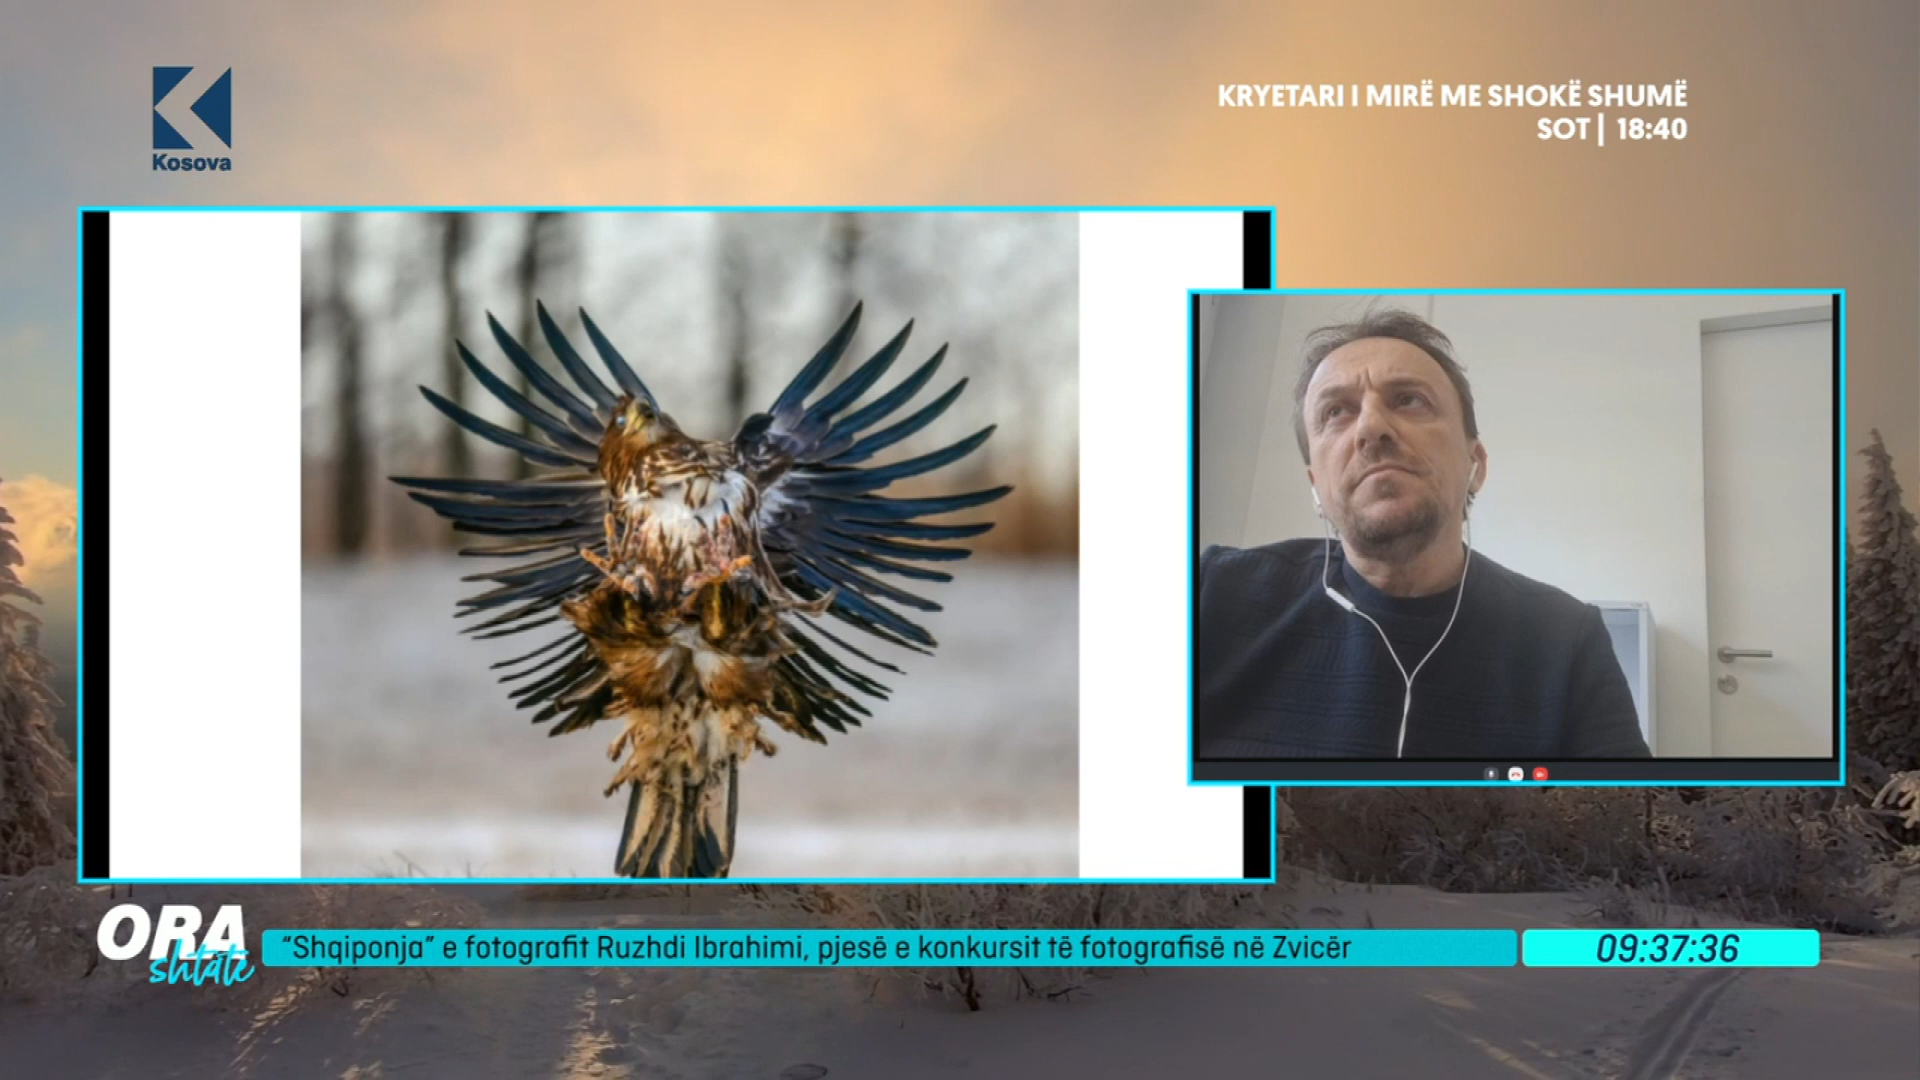 Kosova
KRYETARI I MIRË ME SHOKË SHUMË
SOT | 18:40
ORA
shtatë
“Shqiponja” e fotografit Ruzhdi Ibrahimi, pjesë e konkursit të fotografisë në Zvicër
09:37:36